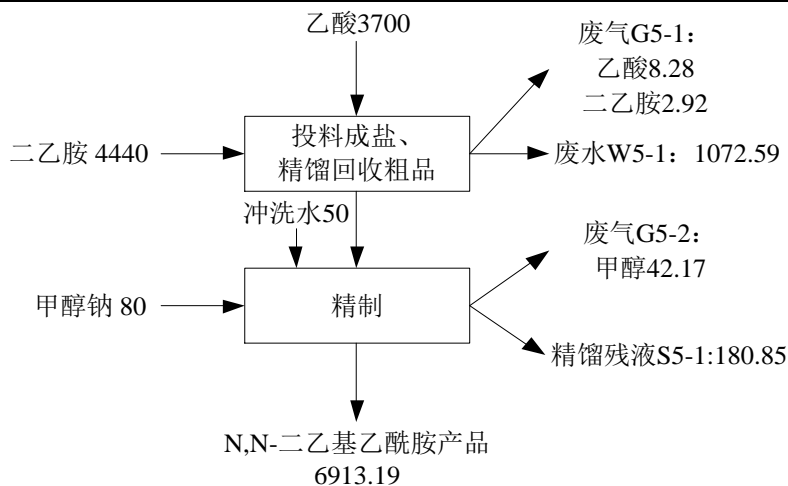 乙酸3700
废气G5-1：
乙酸8.28
二乙胺2.92
二乙胺 4440
投料成盐、
精馏回收粗品
废水W5-1：1072.59
冲洗水50
废气G5-2：
甲醇42.17
甲醇钠 80
精制
精馏残液S5-1:180.85
N,N-二乙基乙酰胺产品
6913.19